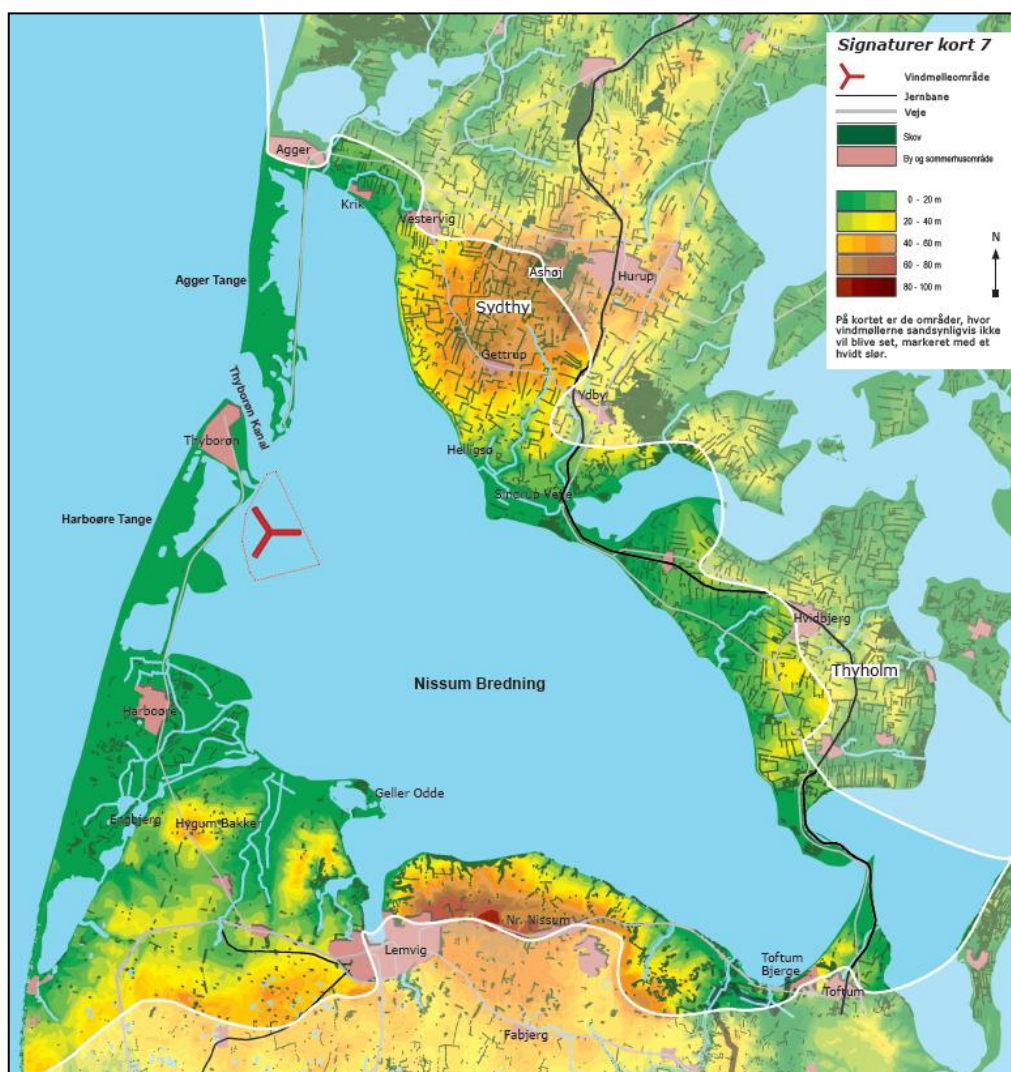 Signaturer kort 7
Vindmølleområde
Jernbane
Veje
Skov
By og sommerhusområde
0 - 20 m
20 - 40 m
40 - 60 m
60 - 80 m
80 - 100 m
N
På kortet er de områder, hvor
vindmøllerne sandsynligvis ikke
vil blive set, markeret med et
hvidt slør.
Agger
Krik
Vestervig
Ashøj
Hurup
Agger Tange
Sydthy
Gettrup
Ydby
Thyborøn Kanal
Thyborøn
Helligsø
Harboøre Tange
Hvidbjerg
Thyholm
Nissum Bredning
Harboøre
Geller Odde
Engbjerg
Hygum Bakker
Nr. Nissum
Lemvig
Toftum
Bjerge
Toftum
Fabjerg